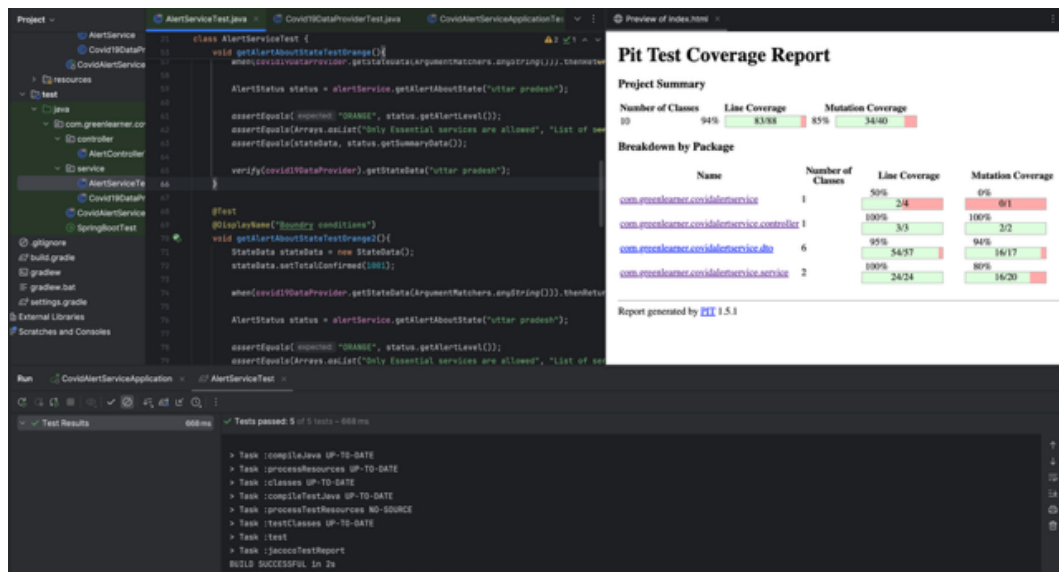 Project
AlertService
Covid19DataPr
CovidAlertService
resources
test
java
com.greenlearner.co
controller
AlertController
service
AlertServiceTe
Covid19DataP
CovidAlertService
SpringBootTest
.gitignore
build.gradle
gradlew
gradlew.bat
settings.gradle
External Libraries
Scratches and Consoles
AlertServiceTest.java
Covid19DataProviderTest.java
CovidAlertServiceApplicationTes
class AlertServiceTest {
void getAlertAboutStateTestOrange(){
when(covid19DataProvider.getStateData(ArgumentMatchers.anyString())).thenRetur
AlertStatus status = alertService.getAlertAboutState("uttar pradesh");
assertEquals( expected: "ORANGE", status.getAlertLevel());
assertEquals(Arrays.asList("Only Essential services are allowed", "List of ser
assertEquals(stateData, status.getSummaryData());
verify(covid19DataProvider).getStateData("uttar pradesh");
66 }
@Test
@DisplayName("Boundry conditions")
void getAlertAboutStateTestOrange2(){
StateData stateData = new StateData();
stateData.setTotalConfirmed(1001);
when(covid19DataProvider.getStateData(ArgumentMatchers.anyString())).thenRetur
AlertStatus status = alertService.getAlertAboutState("uttar pradesh");
assertEquals( expected: "ORANGE", status.getAlertLevel());
assertEquals(Arrays.asList("Only Essential services are allowed", "List of ser
Preview of index.html
Pit Test Coverage Report
Project Summary
Number of Classes Line Coverage Mutation Coverage
10 94% 83/88 85% 34/40
Breakdown by Package
Name Number of Classes Line Coverage Mutation Coverage
com.greenlearner.covidalertservice 1 50% 2/4 0% 0/1
com.greenlearner.covidalertservice.controller 1 100% 3/3 100% 2/2
com.greenlearner.covidalertservice.dto 6 95% 54/57 94% 16/17
com.greenlearner.covidalertservice.service 2 100% 24/24 80% 16/20
Report generated by PIT 1.5.1
Run CovidAlertServiceApplication AlertServiceTest
Test Results 668 ms
Tests passed: 5 of 5 tests – 668 ms
> Task :compileJava UP-TO-DATE
> Task :processResources UP-TO-DATE
> Task :classes UP-TO-DATE
> Task :compileTestJava UP-TO-DATE
> Task :processTestResources NO-SOURCE
> Task :testClasses UP-TO-DATE
> Task :test
> Task :jacocoTestReport
BUILD SUCCESSFUL in 2s